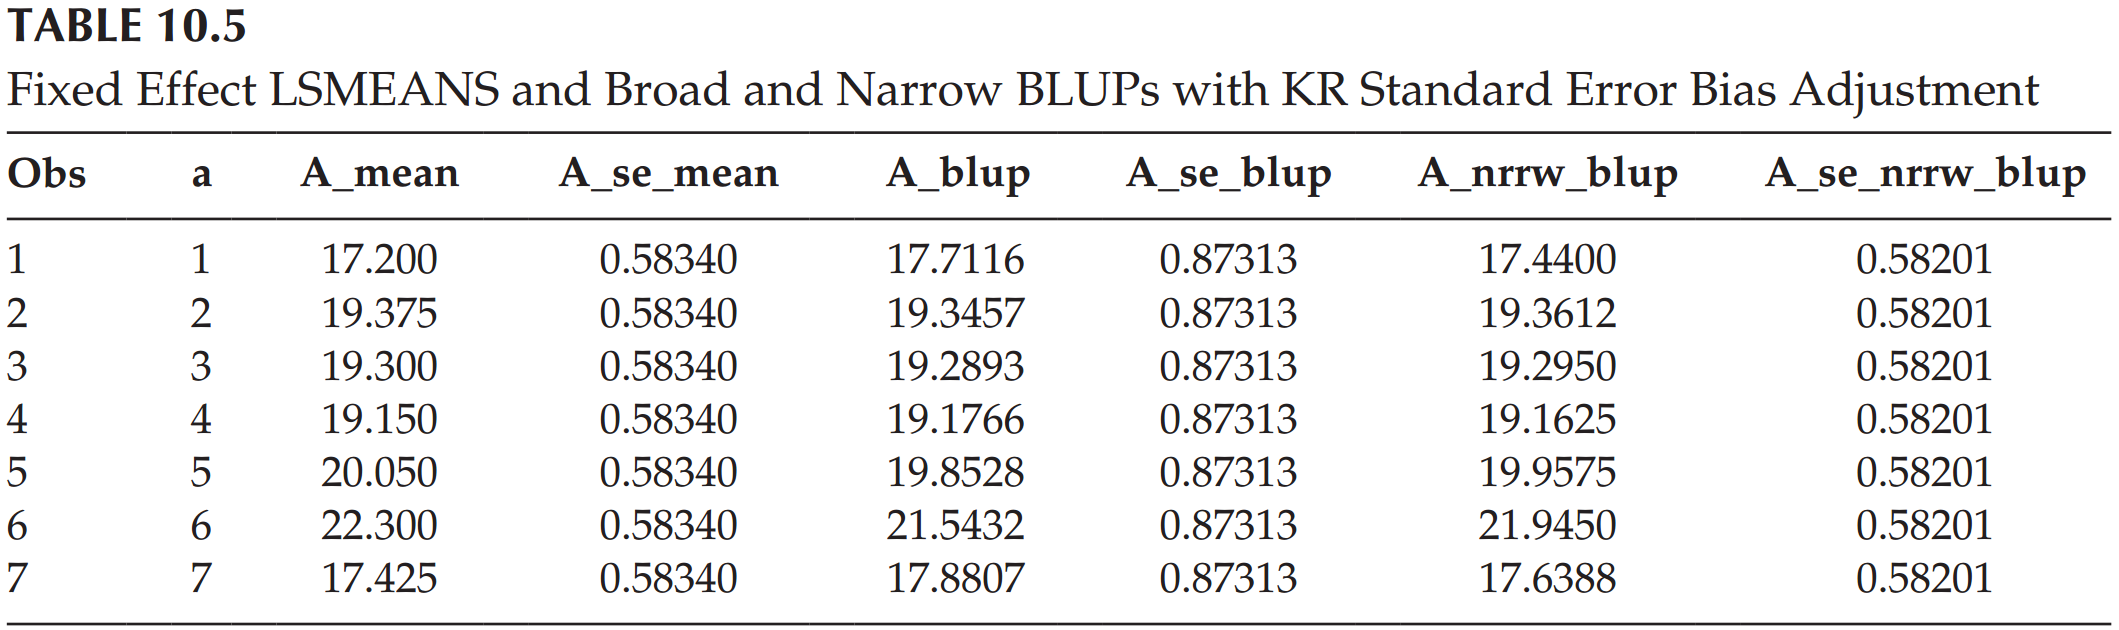 TABLE 10.5
Fixed Effect LSMEANS and Broad and Narrow BLUPs with KR Standard Error Bias Adjustment
Obs a A_mean A_se_mean A_blup A_se_blup A_nrrw_blup A_se_nrrw_blup
1 1 17.200 0.58340 17.7116 0.87313 17.4400 0.58201
2 2 19.375 0.58340 19.3457 0.87313 19.3612 0.58201
3 3 19.300 0.58340 19.2893 0.87313 19.2950 0.58201
4 4 19.150 0.58340 19.1766 0.87313 19.1625 0.58201
5 5 20.050 0.58340 19.8528 0.87313 19.9575 0.58201
6 6 22.300 0.58340 21.5432 0.87313 21.9450 0.58201
7 7 17.425 0.58340 17.8807 0.87313 17.6388 0.58201